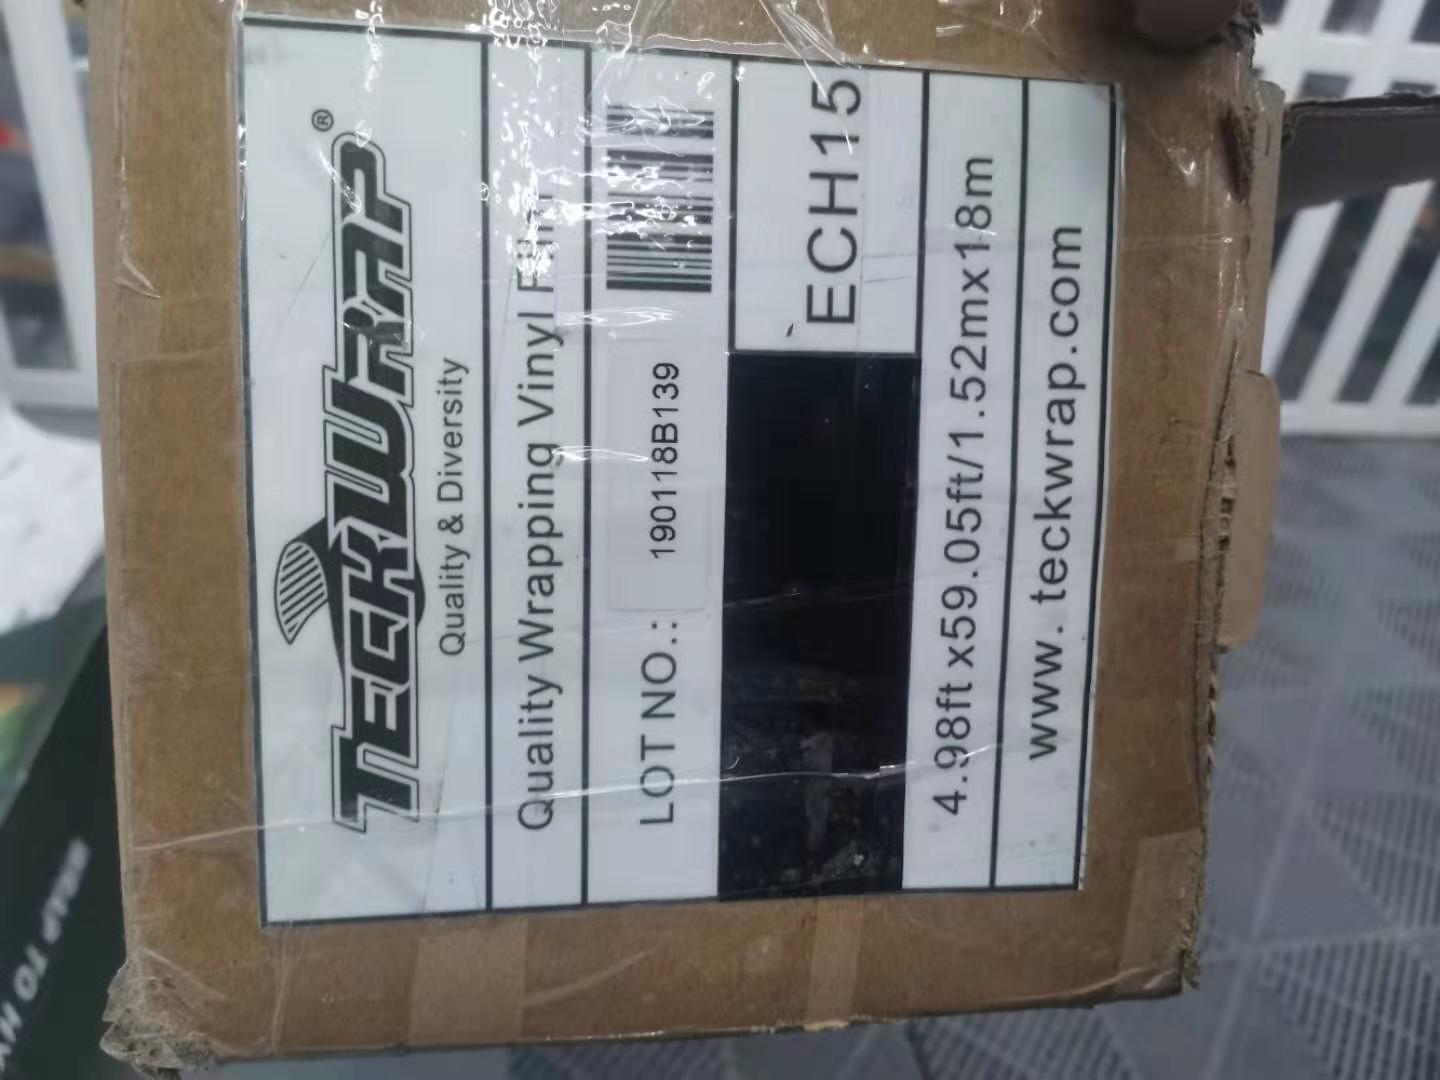 TECKWRAP®
Quality & Diversity
Quality Wrapping Vinyl Film
LOT NO.: 190118B139
ECH15
4.98ft x59.05ft/1.52mx18m
www.teckwrap.com